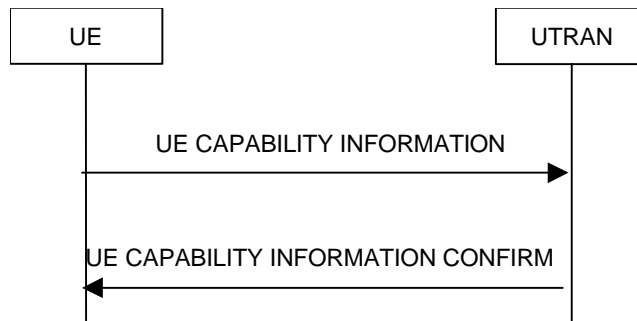 UE
UTRAN
UE CAPABILITY INFORMATION
UE CAPABILITY INFORMATION CONFIRM